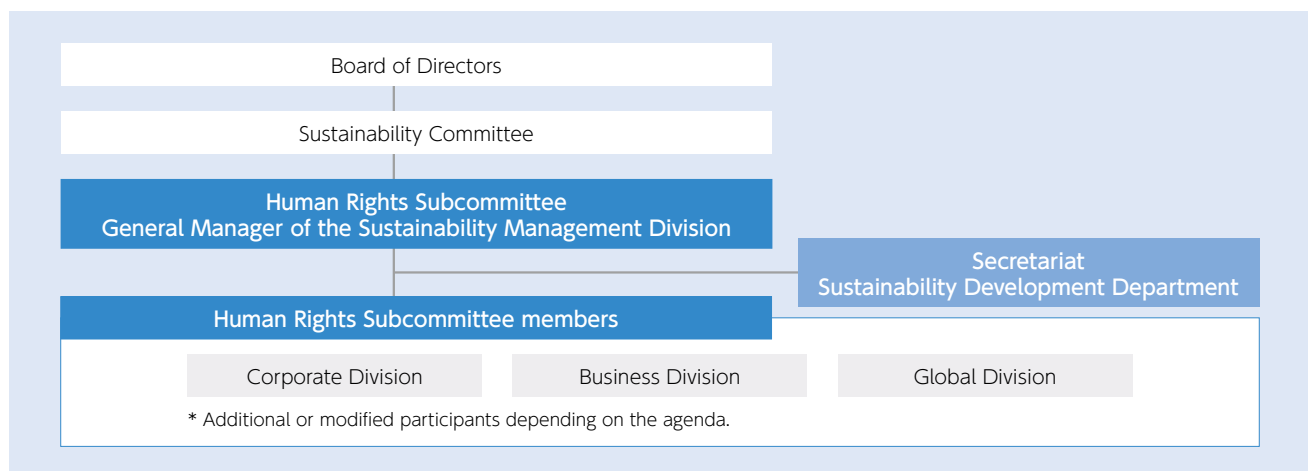 Board of Directors
Sustainability Committee
Human Rights Subcommittee
General Manager of the Sustainability Management Division
Secretariat
Sustainability Development Department
Human Rights Subcommittee members
Corporate Division
Business Division
Global Division
* Additional or modified participants depending on the agenda.